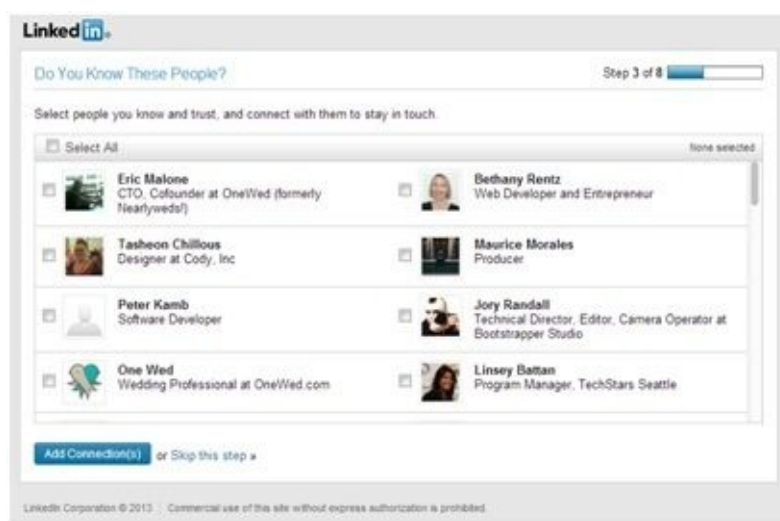 Linked in
Do You Know These People?
Step 3 of 8
Select people you know and trust, and connect with them to stay in touch.
Select All
None selected
Eric Malone
CTO, Cofounder at OneWed (formerly
Nearlyweds!)
Bethany Rentz
Web Developer and Entrepreneur
Tasheon Chillous
Designer at Cody, Inc
Maurice Morales
Producer
Peter Kamb
Software Developer
Jory Randall
Technical Director, Editor, Camera Operator at
Bootstrapper Studio
One Wed
Wedding Professional at OneWed.com
Linsey Battan
Program Manager, TechStars Seattle
Add Connection(s) or Skip this step »
LinkedIn Corporation © 2013 | Commercial use of this site without express authorization is prohibited.